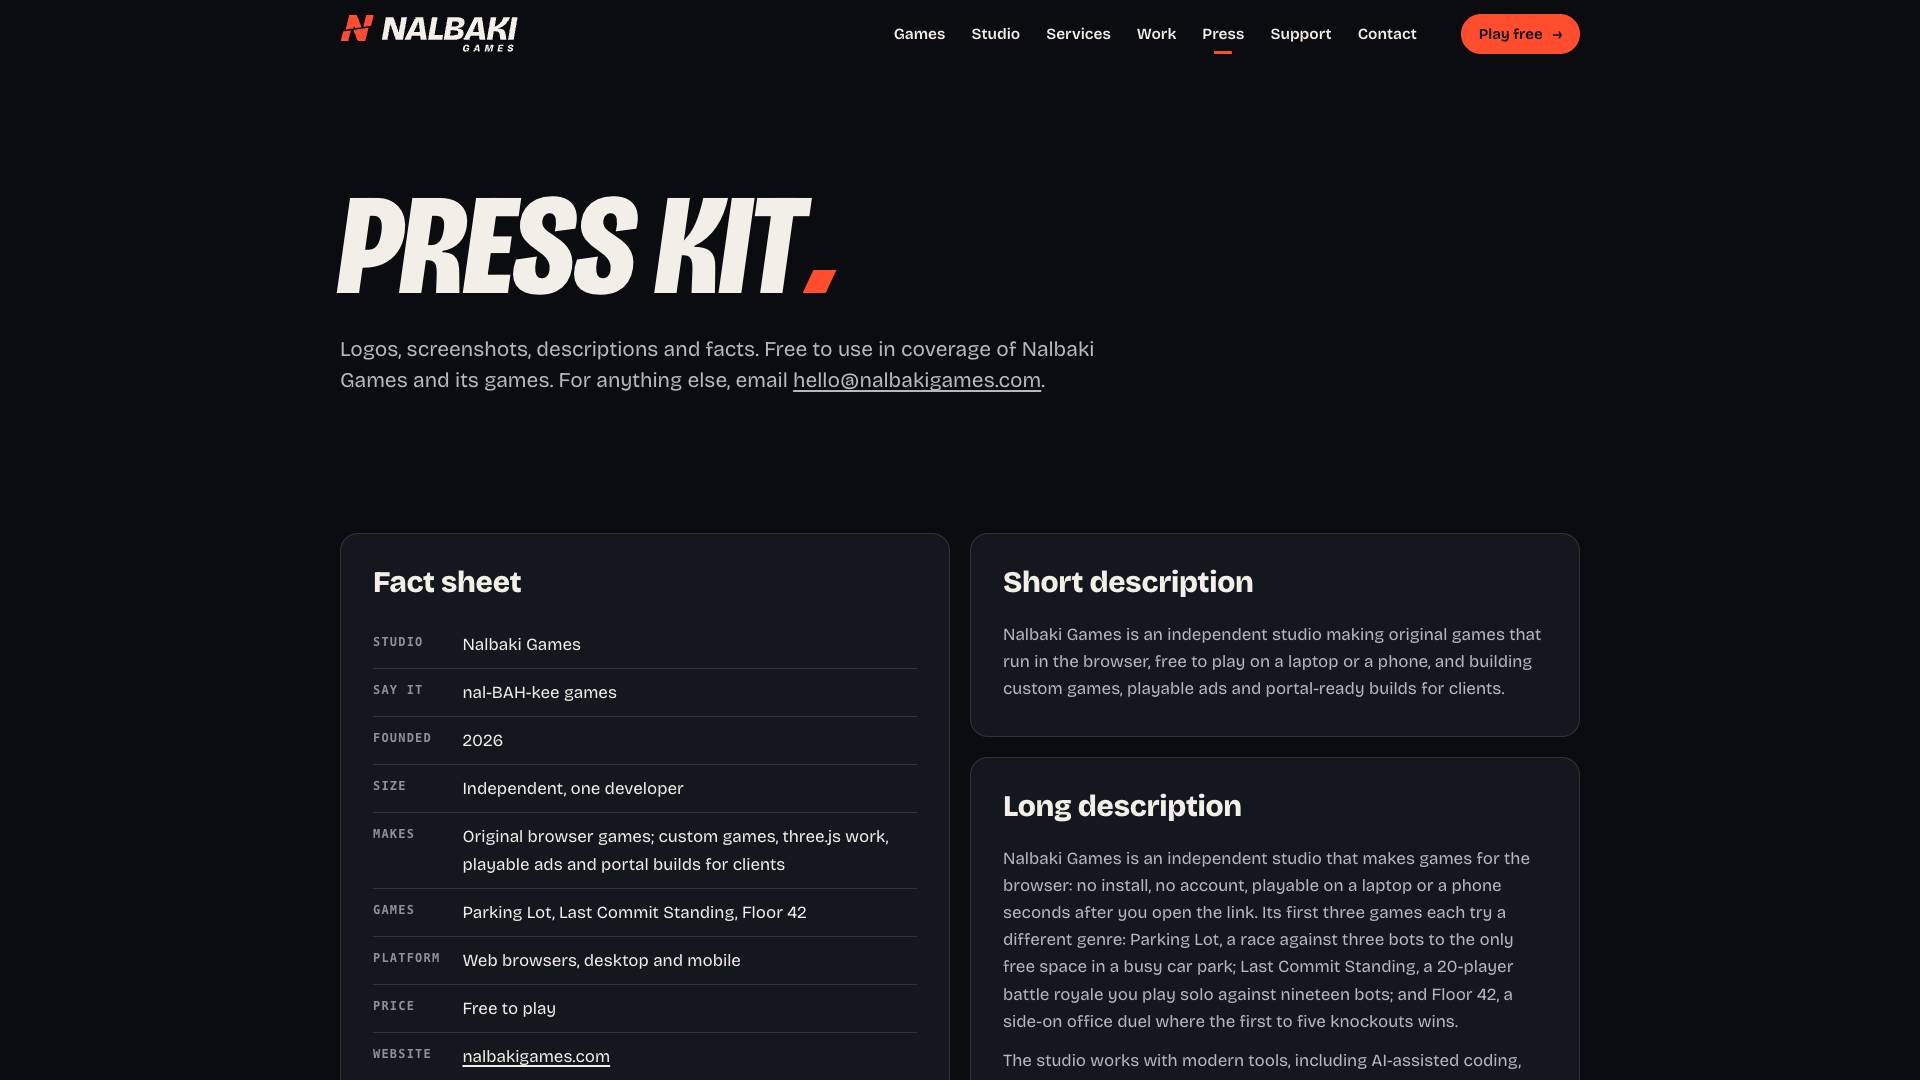 NALBAKI
GAMES
Games
Studio
Services
Work
Press
Support
Contact
Play free →
PRESS KIT.
Logos, screenshots, descriptions and facts. Free to use in coverage of Nalbaki
Games and its games. For anything else, email hello@nalbakigames.com.
Fact sheet
STUDIO Nalbaki Games
SAY IT nal-BAH-kee games
FOUNDED 2026
SIZE Independent, one developer
MAKES Original browser games; custom games, three.js work,
playable ads and portal builds for clients
GAMES Parking Lot, Last Commit Standing, Floor 42
PLATFORM Web browsers, desktop and mobile
PRICE Free to play
WEBSITE nalbakigames.com
Short description
Nalbaki Games is an independent studio making original games that
run in the browser, free to play on a laptop or a phone, and building
custom games, playable ads and portal-ready builds for clients.
Long description
Nalbaki Games is an independent studio that makes games for the
browser: no install, no account, playable on a laptop or a phone
seconds after you open the link. Its first three games each try a
different genre: Parking Lot, a race against three bots to the only
free space in a busy car park; Last Commit Standing, a 20-player
battle royale you play solo against nineteen bots; and Floor 42, a
side-on office duel where the first to five knockouts wins.
The studio works with modern tools, including AI-assisted coding,